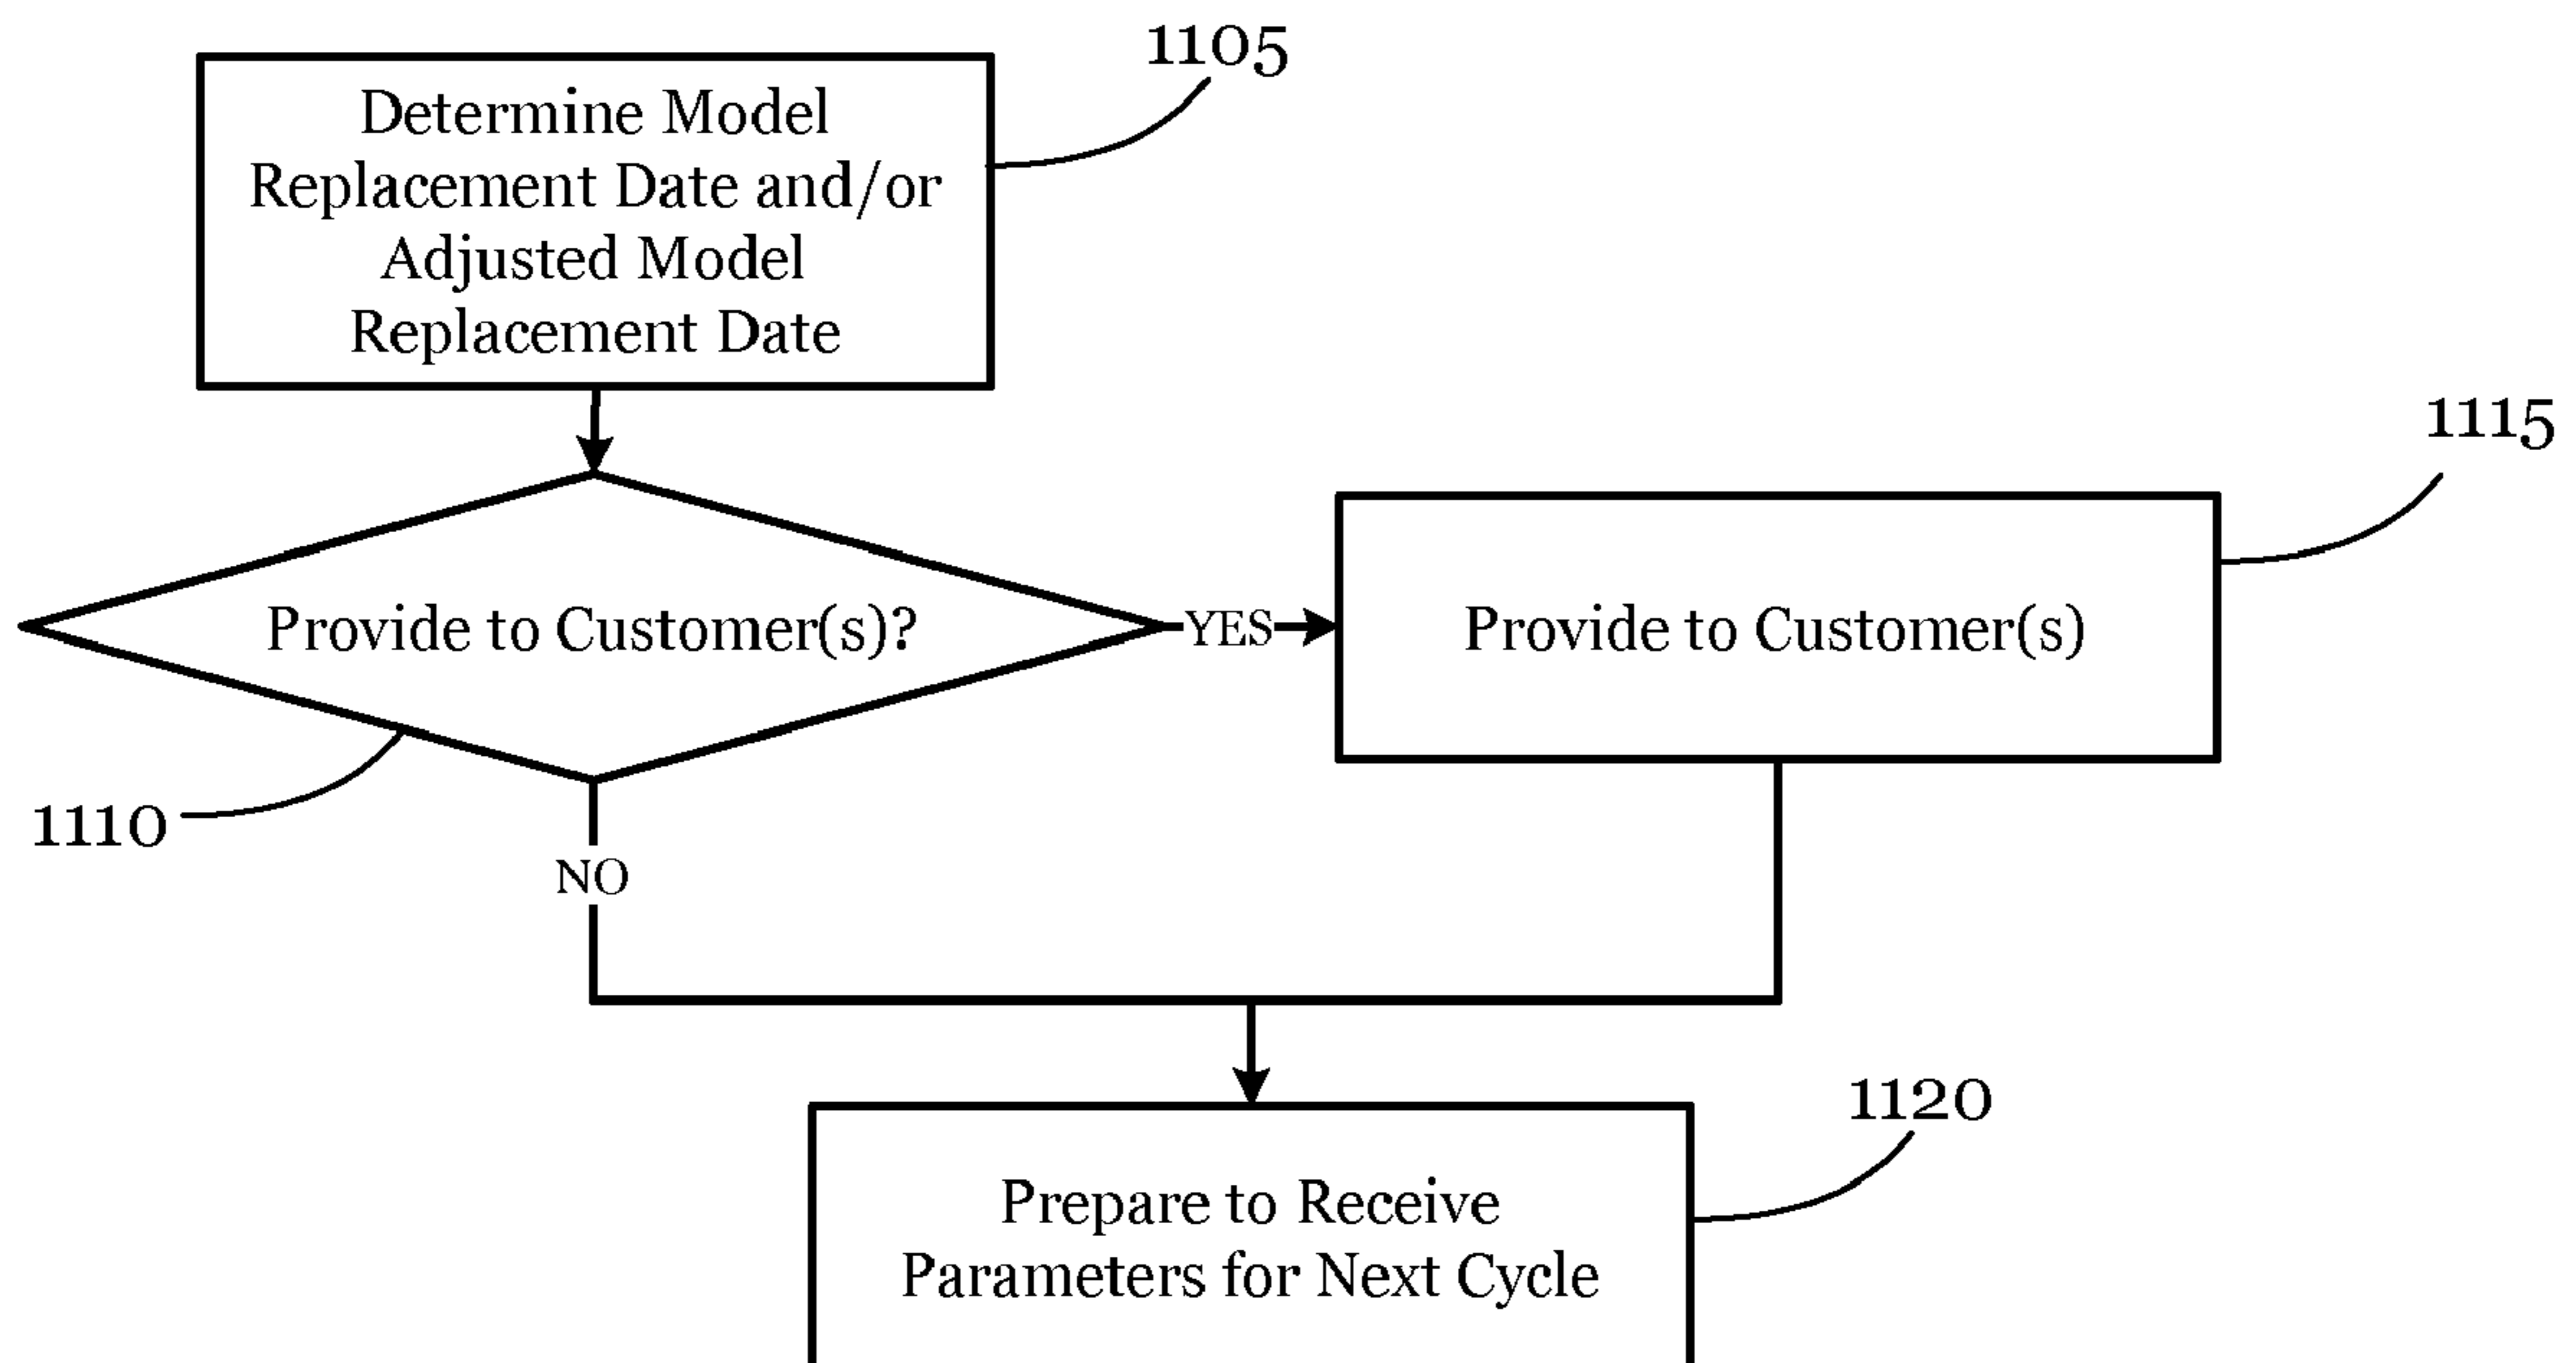 1105
Determine Model
Replacement Date and/or
Adjusted Model
Replacement Date
1115
Provide to Customer(s)?
YES
Provide to Customer(s)
1110
NO
1120
Prepare to Receive
Parameters for Next Cycle